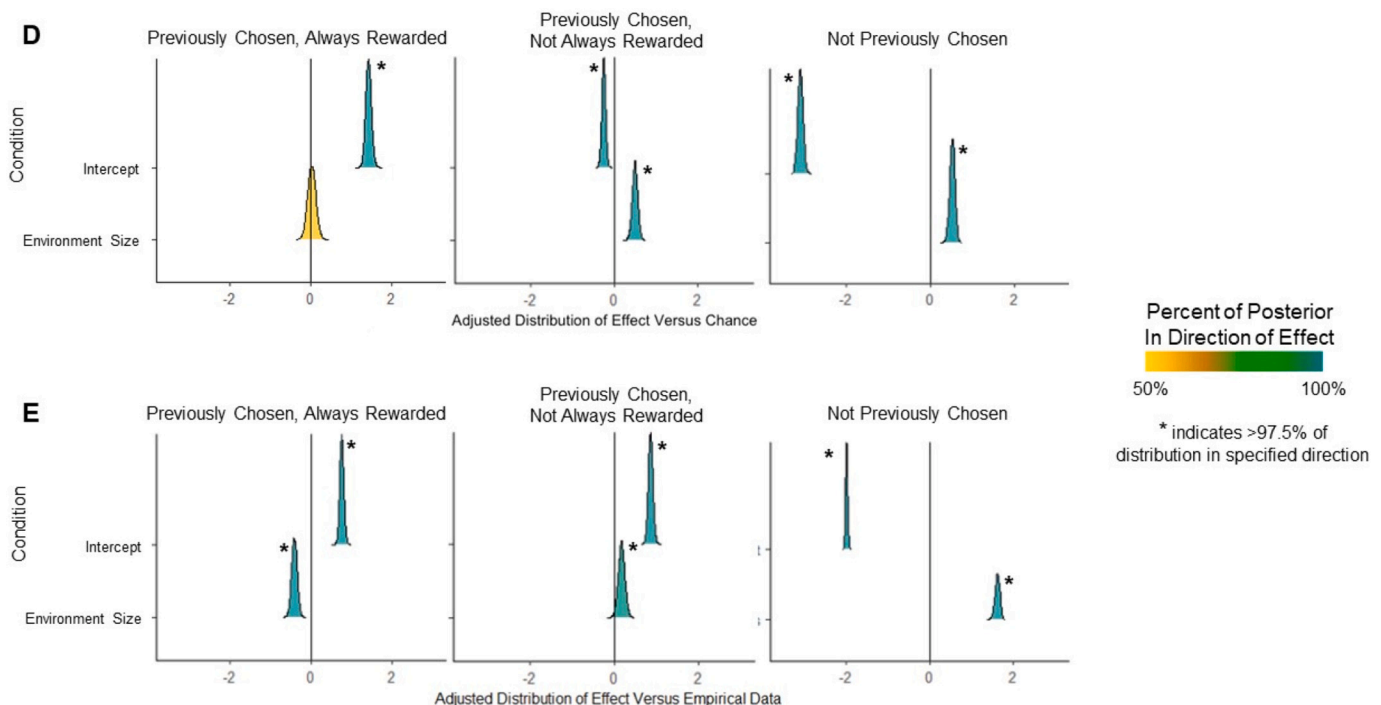 D
Previously Chosen, Always Rewarded
Previously Chosen,
Not Always Rewarded
Not Previously Chosen
*
*
*
*
*
Condition
Intercept
Environment Size
-2 0 2
-2 0 2
-2 0 2
Adjusted Distribution of Effect Versus Chance
Percent of Posterior
In Direction of Effect
50% 100%
* indicates >97.5% of
distribution in specified direction
E
Previously Chosen, Always Rewarded
Previously Chosen,
Not Always Rewarded
Not Previously Chosen
*
*
*
*
*
*
Condition
Intercept
Environment Size
-2 0 2
-2 0 2
-2 0 2
Adjusted Distribution of Effect Versus Empirical Data